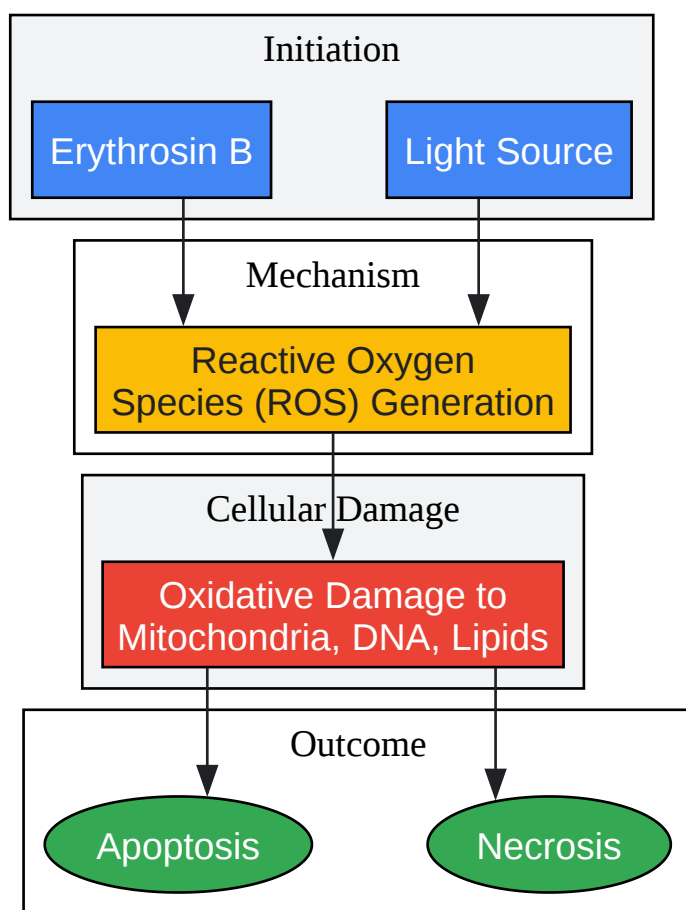 Initiation
Erythrosin B
Light Source
Mechanism
Reactive Oxygen
Species (ROS) Generation
Cellular Damage
Oxidative Damage to
Mitochondria, DNA, Lipids
Outcome
Apoptosis
Necrosis